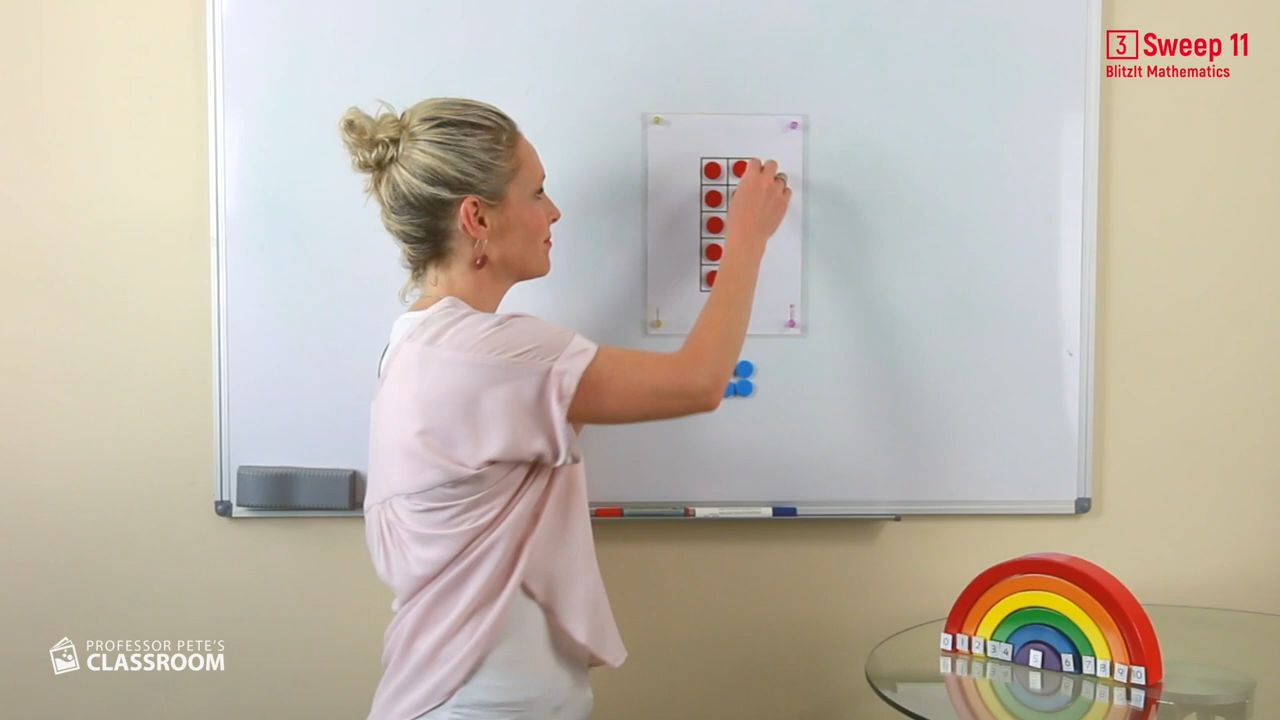 3 Sweep 11
BlitzIt Mathematics
PROFESSOR PETE'S
CLASSROOM
0 1 2 3 4 5 6 7 8 9 10